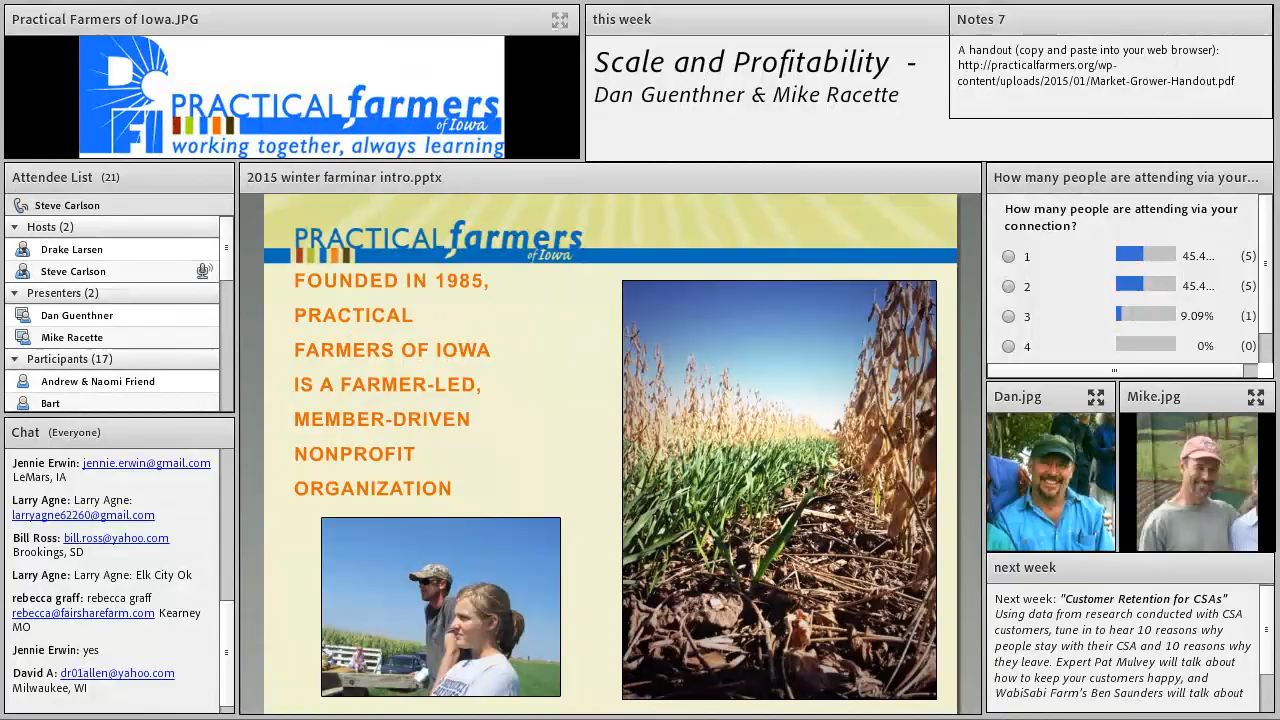 Practical Farmers of Iowa.JPG
PRACTICAL farmers
of Iowa
PFI
working together, always learning
this week
Scale and Profitability -
Dan Guenthner & Mike Racette
Notes 7
A handout (copy and paste into your web browser):
http://practicalfarmers.org/wp-
content/uploads/2015/01/Market-Grower-Handout.pdf
Attendee List (21)
Steve Carlson
Hosts (2)
Drake Larsen
Steve Carlson
Presenters (2)
Dan Guenthner
Mike Racette
Participants (17)
Andrew & Naomi Friend
Bart
Chat (Everyone)
Jennie Erwin: jennie.erwin@gmail.com
LeMars, IA
Larry Agne: Larry Agne:
larryagne62260@gmail.com
Bill Ross: bill.ross@yahoo.com
Brookings, SD
Larry Agne: Larry Agne: Elk City Ok
rebecca graff: rebecca graff
rebecca@fairsharefarm.com Kearney
MO
Jennie Erwin: yes
David A: dr01allen@yahoo.com
Milwaukee, WI
2015 winter farminar intro.pptx
PRACTICAL farmers
of Iowa
FOUNDED IN 1985,
PRACTICAL
FARMERS OF IOWA
IS A FARMER-LED,
MEMBER-DRIVEN
NONPROFIT
ORGANIZATION
How many people are attending via your...
How many people are attending via your
connection?
1 45.4... (5)
2 45.4... (5)
3 9.09% (1)
4 0% (0)
Dan.jpg
Mike.jpg
next week
Next week: "Customer Retention for CSAs"
Using data from research conducted with CSA
customers, tune in to hear 10 reasons why
people stay with them CSA and 10 reasons why
they leave. Expert at Mulvey will talk about
how to keep your customers happy, and
WabiSabi Farm's Ben Saunders will talk about